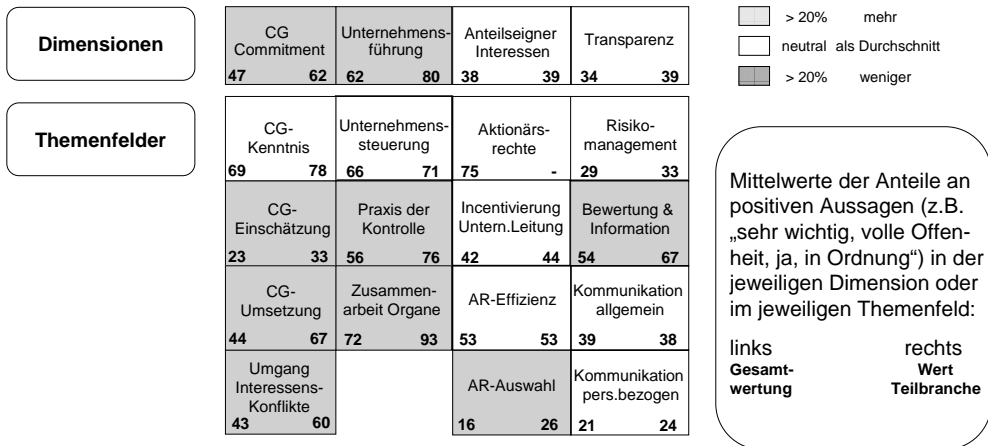 Dimensionen
CG
Commitment
47 62
Unternehmens-
führung
62 80
Anteilseigner
Interessen
38 39
Transparenz
34 39
> 20% mehr
neutral als Durchschnitt
> 20% weniger
Themenfelder
CG-
Kenntnis
69 78
Unternehmens-
steuerung
66 71
Aktionärs-
rechte
75 -
Risiko-
management
29 33
CG-
Einschätzung
23 33
Praxis der
Kontrolle
56 76
Incentivierung
Untern.Leitung
42 44
Bewertung &
Information
54 67
CG-
Umsetzung
44 67
Zusammen-
arbeit Organe
72 93
AR-Effizienz
53 53
Kommunikation
allgemein
39 38
Umgang
Interessens-
Konflikte
43 60
AR-Auswahl
16 26
Kommunikation
pers.bezogen
21 24
Mittelwerte der Anteile an
positiven Aussagen (z.B.
„sehr wichtig, volle Offen-
heit, ja, in Ordnung“) in der
jeweiligen Dimension oder
im jeweiligen Themenfeld:
links rechts
Gesamt- Wert
wertung Teilbranche